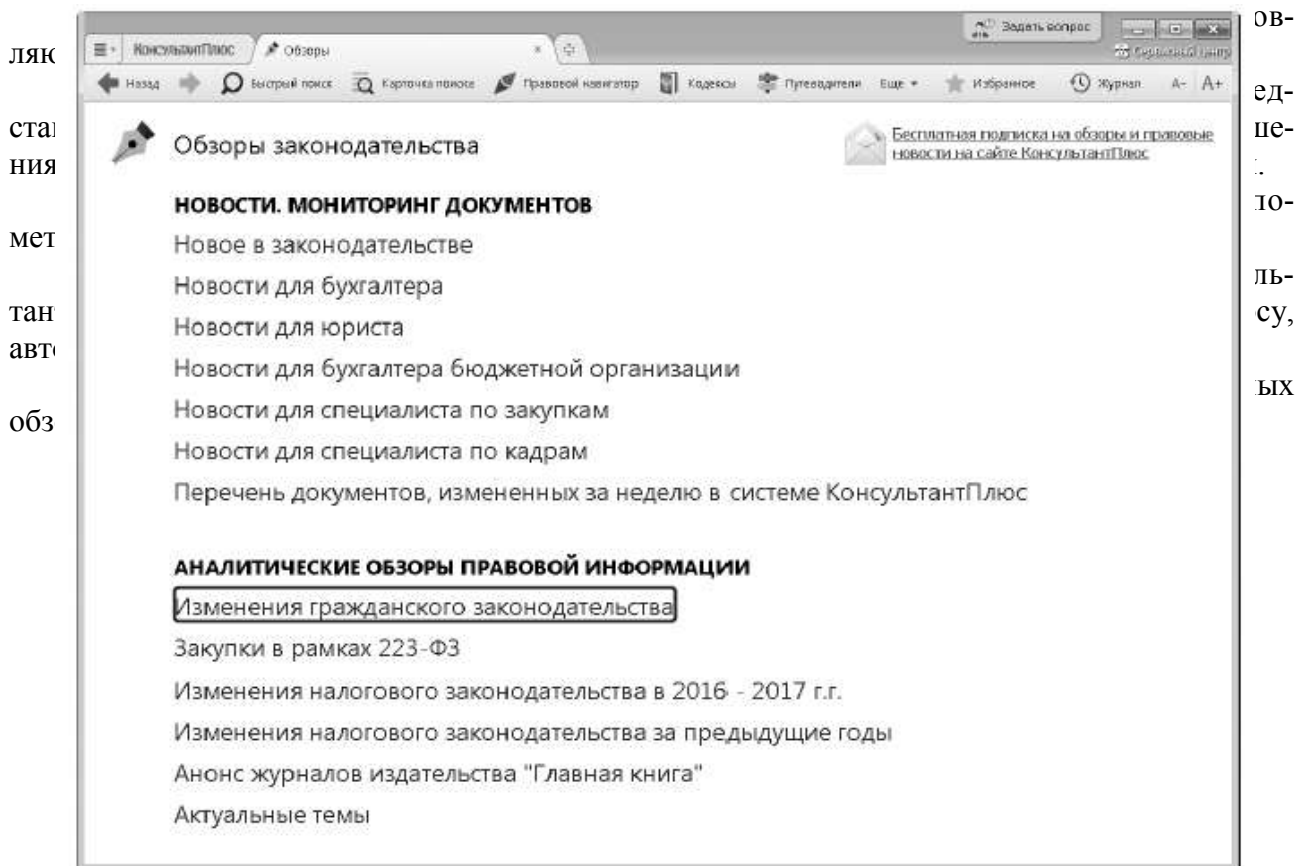 Задать вопрос
КонсультантПлюс Обзоры Сервисный центр
Назад Быстрый поиск Карточка поиска Правовой навигатор Кодексы Путеводители Еще Избранное Журнал A- A+
Обзоры законодательства
Бесплатная подписка на обзоры и правовые
новости на сайте КонсультантПлюс
НОВОСТИ. МОНИТОРИНГ ДОКУМЕНТОВ
Новое в законодательстве
Новости для бухгалтера
Новости для юриста
Новости для бухгалтера бюджетной организации
Новости для специалиста по закупкам
Новости для специалиста по кадрам
Перечень документов, измененных за неделю в системе КонсультантПлюс
АНАЛИТИЧЕСКИЕ ОБЗОРЫ ПРАВОВОЙ ИНФОРМАЦИИ
Изменения гражданского законодательства
Закупки в рамках 223-ФЗ
Изменения налогового законодательства в 2016 - 2017 г.г.
Изменения налогового законодательства за предыдущие годы
Анонс журналов издательства "Главная книга"
Актуальные темы